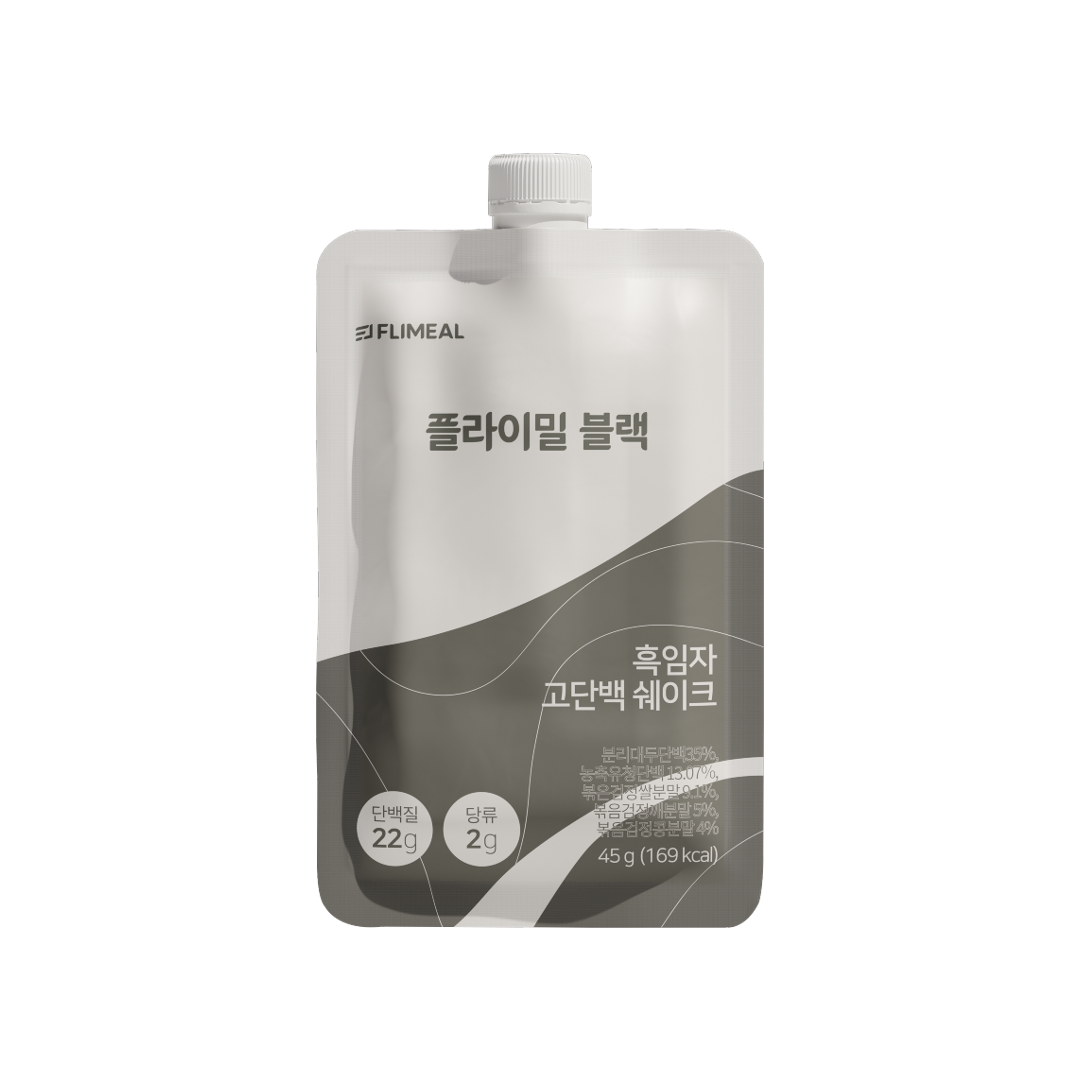 FLIMEAL
플라이밀 블랙
흑임자
고단백 쉐이크
분리대두단백35%,
농축유청단백 13.07%,
볶은검정쌀분말 9.1%,
볶음검정깨분말 5%,
볶음검정콩분말 4%
45 g (169 kcal)
단백질
22g
당류
2g